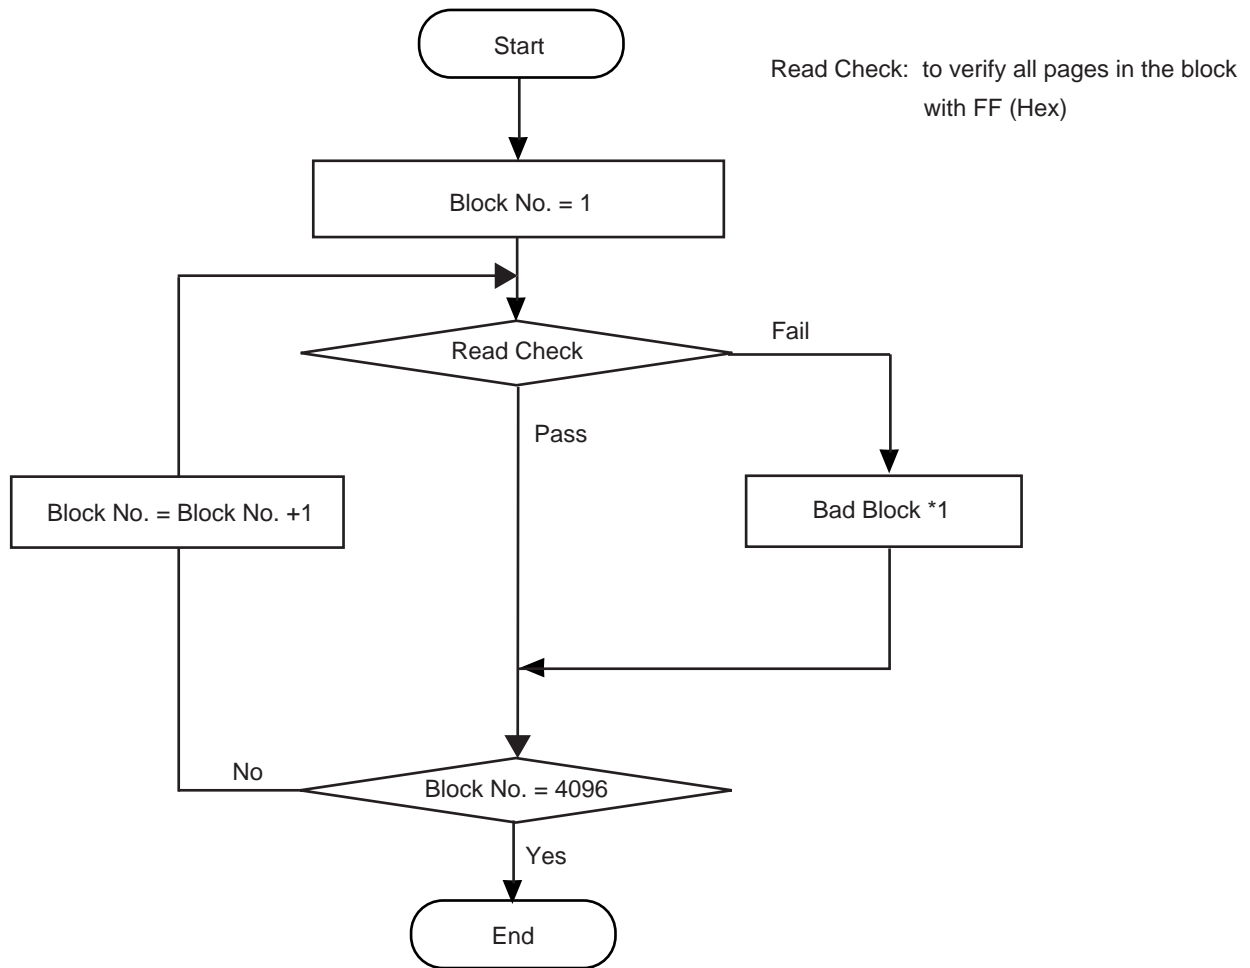 Start
Read Check: to verify all pages in the block
with FF (Hex)
Block No. = 1
Read Check
Fail
Pass
Block No. = Block No. +1
Bad Block *1
No
Block No. = 4096
Yes
End